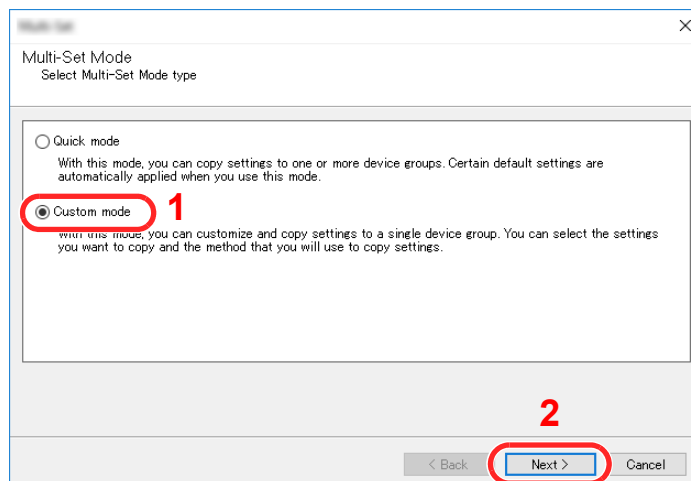 Multi-Set Mode
Select Multi-Set Mode type
Quick mode
With this mode, you can copy settings to one or more device groups. Certain default settings are
automatically applied when you use this mode.
Custom mode
1
With this mode, you can customize and copy settings to a single device group. You can select the settings
you want to copy and the method that you will use to copy settings.
2
< Back
Next >
Cancel